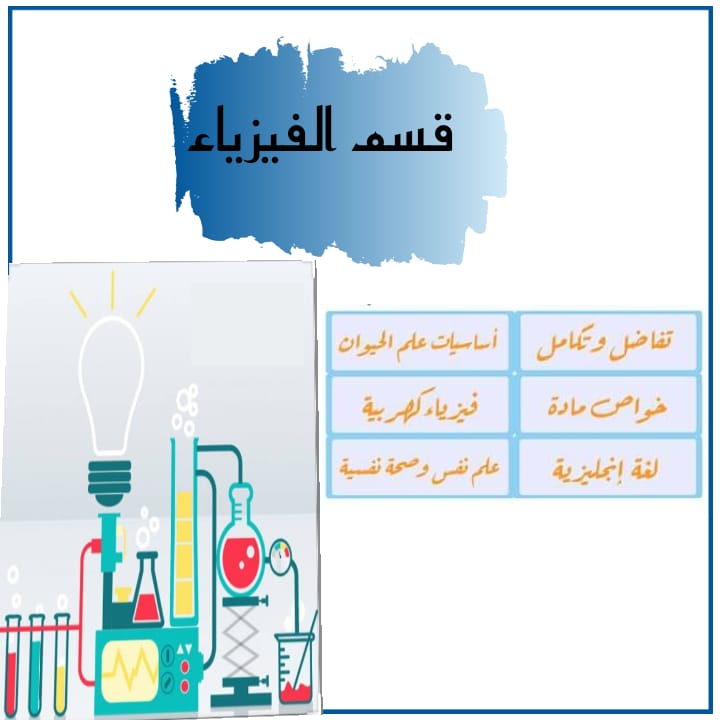 قسم الفيزياء
تفاضل وتكامل
أساسيات علم الحيوان
خواص مادة
فيزياء كهربية
لغة إنجليزية
علم نفس وصحة نفسية